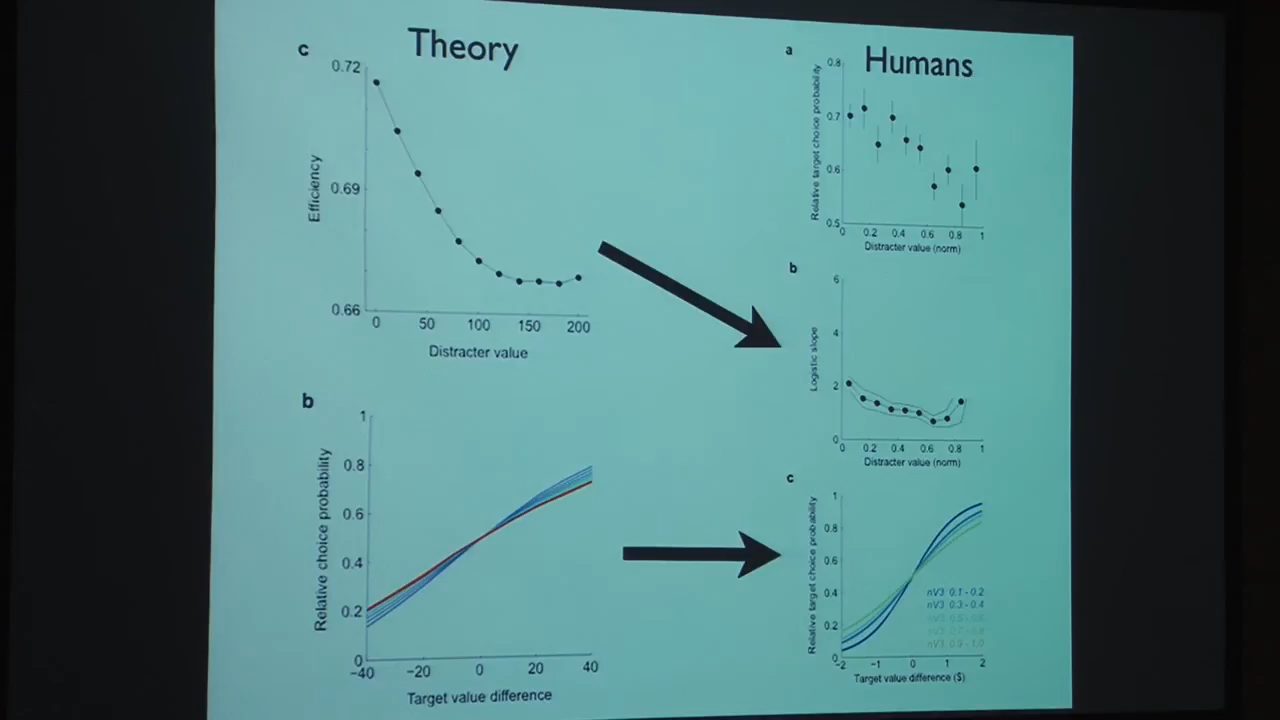 Theory
c
0.72
0.69
0.66
Efficiency
0 50 100 150 200
Distracter value
b
1
0.8
0.6
0.4
0.2
0
Relative choice probability
−40 −20 0 20 40
Target value difference
Humans
a
0.8
0.7
0.6
0.5
Relative target choice probability
0 0.2 0.4 0.6 0.8 1
Distracter value (norm)
b
6
4
2
0
Logistic slope
0 0.2 0.4 0.6 0.8 1
Distracter value (norm)
c
1
0.8
0.6
0.4
0.2
0
Relative target choice probability
nV3 0.1 - 0.2
nV3 0.3 - 0.4
nV3 0.9 - 1.0
−2 −1 0 1 2
Target value difference ($)